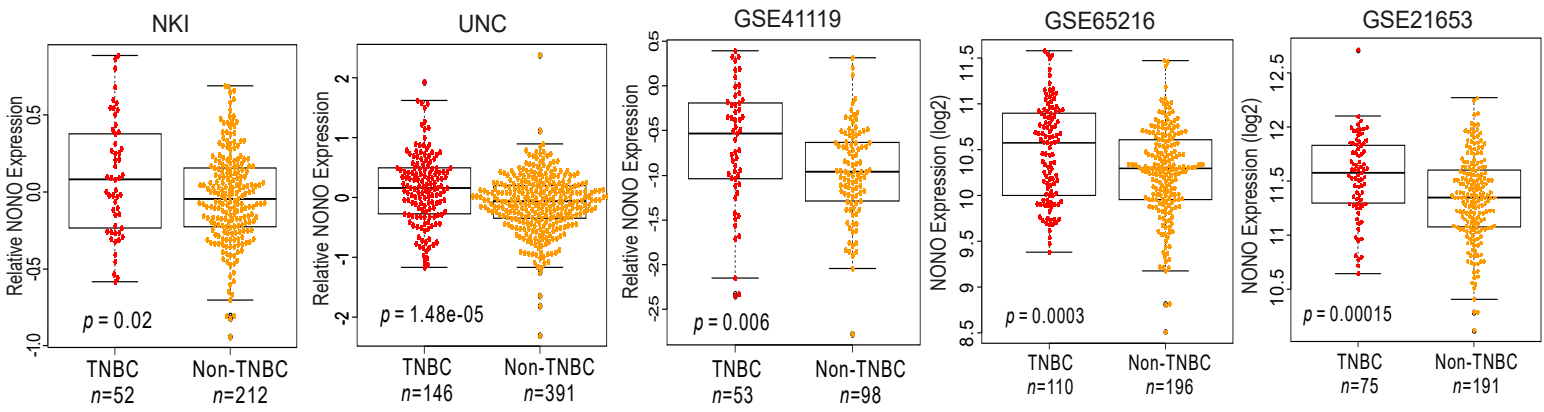 NKI
Relative NONO Expression
0.5
0.0
-0.5
-1.0
p = 0.02
TNBC
n=52
Non-TNBC
n=212
UNC
Relative NONO Expression
2
1
0
-1
-2
p = 1.48e-05
TNBC
n=146
Non-TNBC
n=391
GSE41119
Relative NONO Expression
0.5
0.0
-0.5
-1.0
-1.5
-2.0
-2.5
p = 0.006
TNBC
n=53
Non-TNBC
n=98
GSE65216
NONO Expression (log2)
11.5
11.0
10.5
10.0
9.5
9
8.5
p = 0.0003
TNBC
n=110
Non-TNBC
n=196
GSE21653
NONO Expression (log2)
12.5
12.0
11.5
11.0
10.5
p = 0.00015
TNBC
n=75
Non-TNBC
n=191